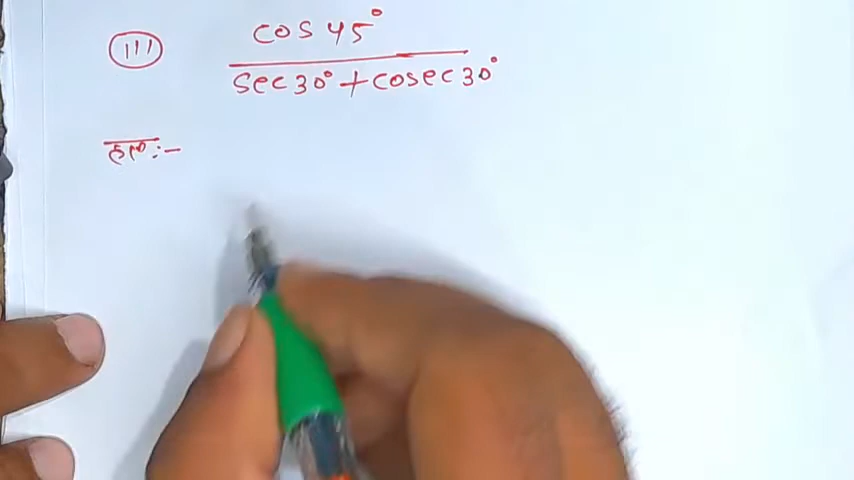 (iii) cos 45°
sec 30° + cosec 30°
हल :-